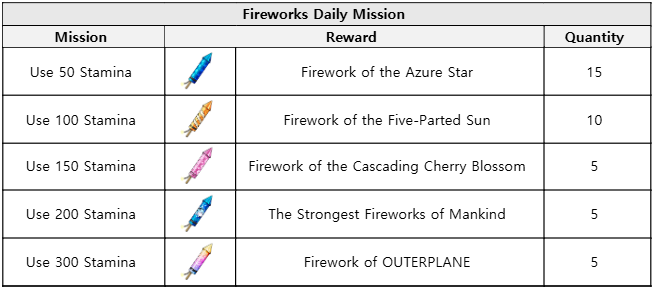 Fireworks Daily Mission
Mission Reward Quantity
Use 50 Stamina Firework of the Azure Star 15
Use 100 Stamina Firework of the Five-Parted Sun 10
Use 150 Stamina Firework of the Cascading Cherry Blossom 5
Use 200 Stamina The Strongest Fireworks of Mankind 5
Use 300 Stamina Firework of OUTERPLANE 5